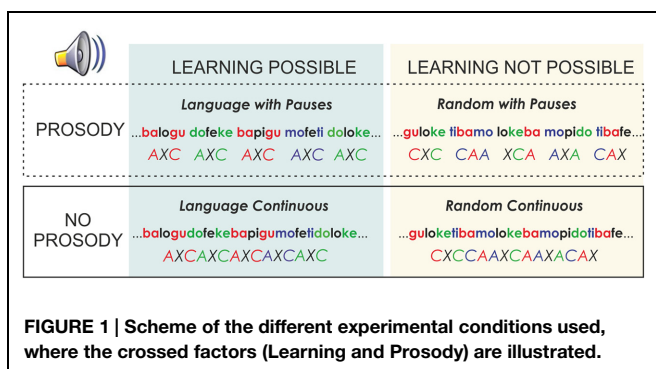 LEARNING POSSIBLE LEARNING NOT POSSIBLE
Language with Pauses Random with Pauses
PROSODY ...balogu dofeke bapigu mofeti doloke... ...guloke tibamo lokeba mopido tibafe...
AXC AXC AXC AXC AXC CXC CAA XCA AXA CAX
Language Continuous Random Continuous
NO PROSODY ...balogudofekebapigumofetidoloke... ...guloketibamolokebamopidotibafe...
AXCAXCAXCAXCAXC CXCCAAXCAAXACAX
FIGURE 1 | Scheme of the different experimental conditions used,
where the crossed factors (Learning and Prosody) are illustrated.